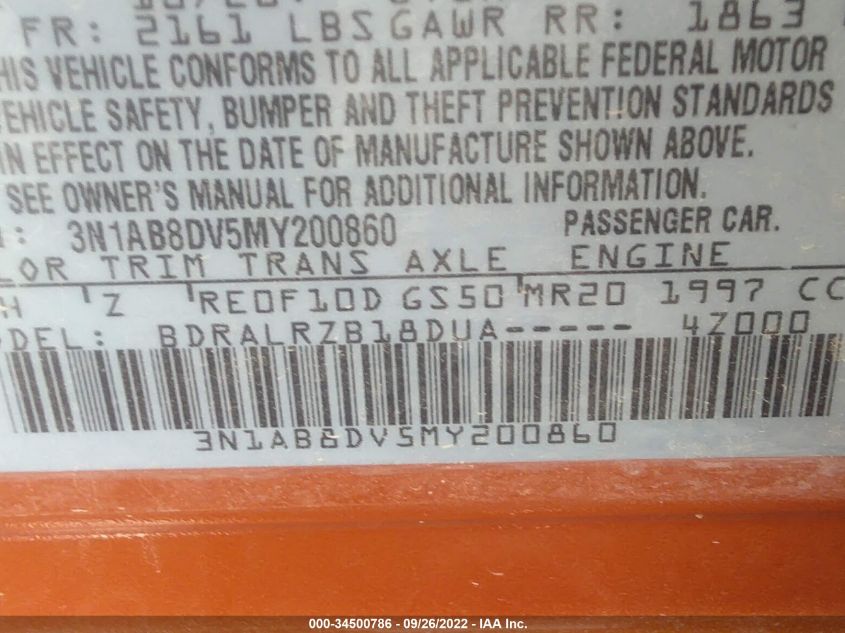 FR: 2161 LBS GAWR RR: 1863
THIS VEHICLE CONFORMS TO ALL APPLICABLE FEDERAL MOTOR
VEHICLE SAFETY, BUMPER AND THEFT PREVENTION STANDARDS
IN EFFECT ON THE DATE OF MANUFACTURE SHOWN ABOVE.
SEE OWNER'S MANUAL FOR ADDITIONAL INFORMATION.
: 3N1AB8DV5MY200860 PASSENGER CAR.
LOR TRIM TRANS AXLE ENGINE
H 'Z 'RE0F10D GS50'MR20 1997 CC
DEL: BDRALRZB18DUA----- 4Z000
3N1AB8DV5MY200860
000-34500786 - 09/26/2022 - IAA Inc.